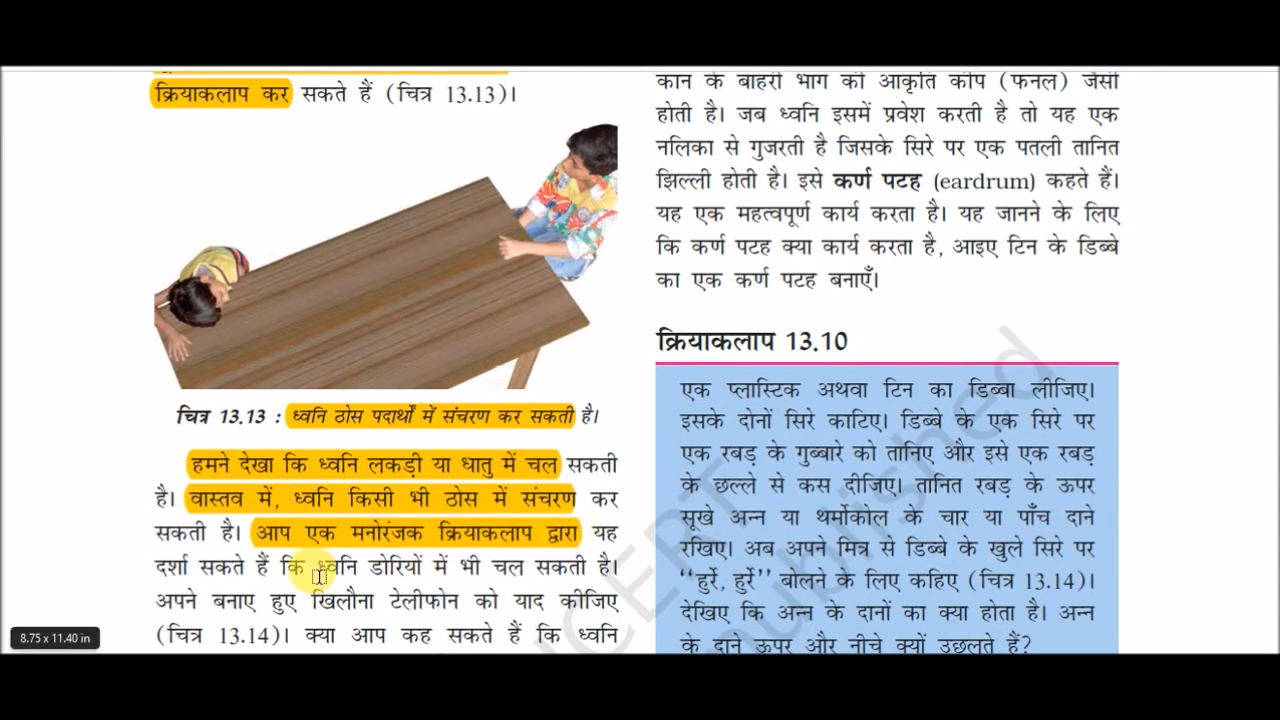 क्रियाकलाप कर सकते हैं (चित्र 13.13)।
चित्र 13.13 : ध्वनि ठोस पदार्थों में संचरण कर सकती है।
हमने देखा कि ध्वनि लकड़ी या धातु में चल सकती
है। वास्तव में, ध्वनि किसी भी ठोस में संचरण कर
सकती है। आप एक मनोरंजक क्रियाकलाप द्वारा यह
दर्शा सकते हैं कि ध्वनि डोरियों में भी चल सकती है।
अपने बनाए हुए खिलौना टेलीफोन को याद कीजिए
(चित्र 13.14)। क्या आप कह सकते हैं कि ध्वनि
कान के बाहरी भाग की आकृति कीप (फनल) जैसी
होती है। जब ध्वनि इसमें प्रवेश करती है तो यह एक
नलिका से गुजरती है जिसके सिरे पर एक पतली तानित
झिल्ली होती है। इसे कर्ण पटह (eardrum) कहते हैं।
यह एक महत्वपूर्ण कार्य करता है। यह जानने के लिए
कि कर्ण पटह क्या कार्य करता है, आइए टिन के डिब्बे
का एक कर्ण पटह बनाएँ।
क्रियाकलाप 13.10
एक प्लास्टिक अथवा टिन का डिब्बा लीजिए।
इसके दोनों सिरे काटिए। डिब्बे के एक सिरे पर
एक रबड़ के गुब्बारे को तानिए और इसे एक रबड़
के छल्ले से कस दीजिए। तानित रबड़ के ऊपर
सूखे अन्न या थर्मोकोल के चार या पाँच दाने
रखिए। अब अपने मित्र से डिब्बे के खुले सिरे पर
‘‘हुर्रे, हुर्रे’’ बोलने के लिए कहिए (चित्र 13.14)।
देखिए कि अन्न के दानों का क्या होता है। अन्न
के दाने ऊपर और नीचे क्यों उछलते हैं?
8.75 x 11.40 in